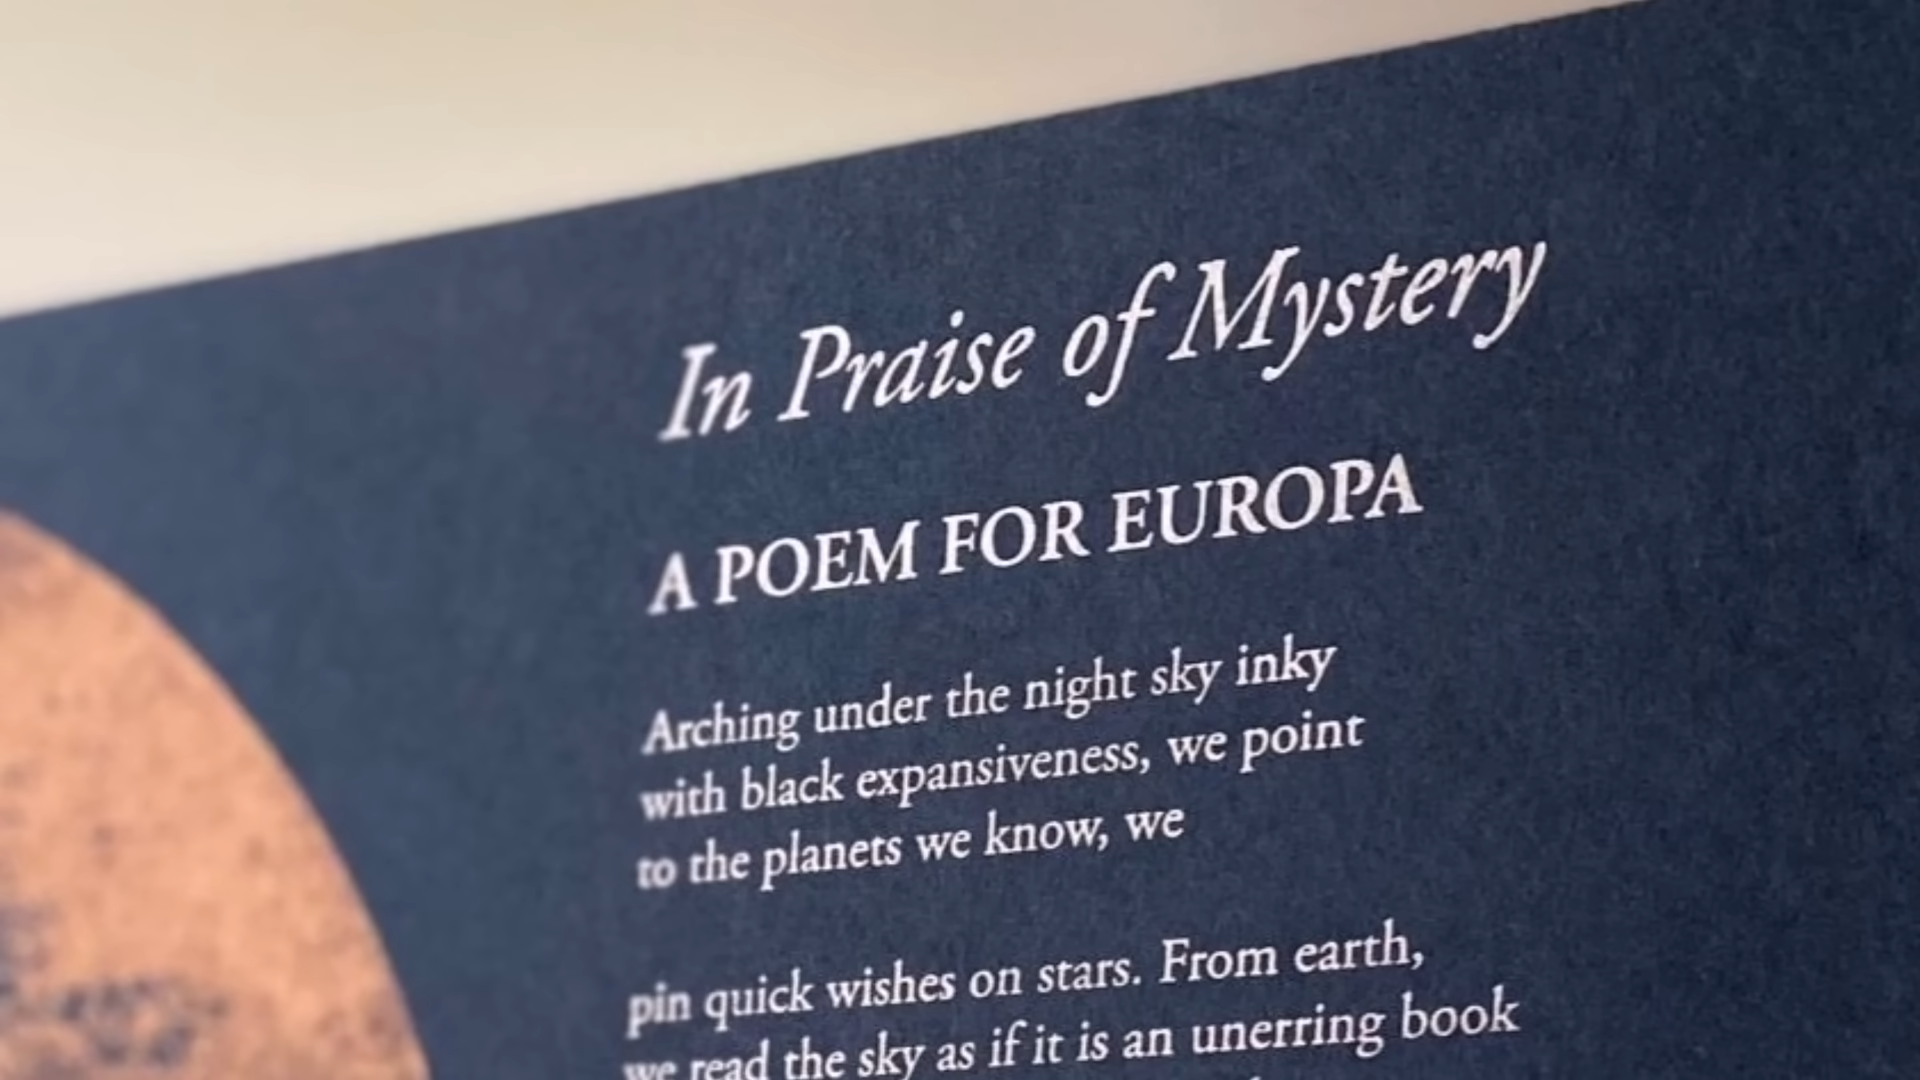 In Praise of Mystery
A POEM FOR EUROPA
Arching under the night sky inky
with black expansiveness, we point
to the planets we know, we
pin quick wishes on stars. From earth,
we read the sky as if it is an unerring book